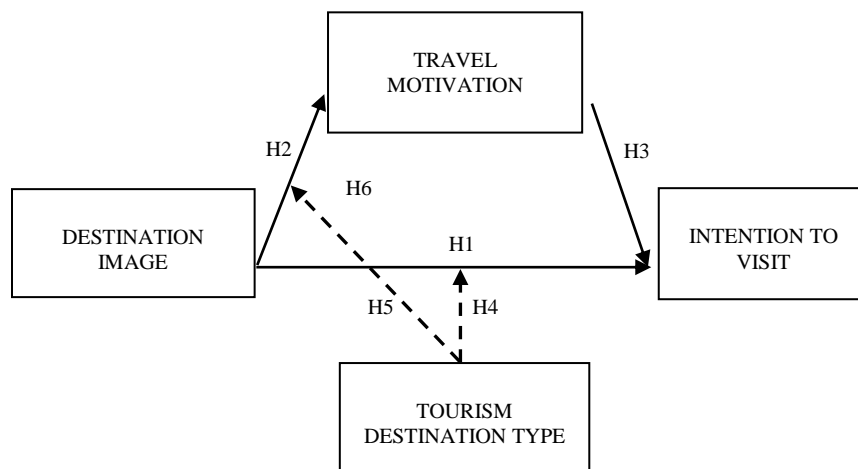 TRAVEL
MOTIVATION
H2
H3
H6
DESTINATION
IMAGE
H1
INTENTION TO
VISIT
H5
H4
TOURISM
DESTINATION TYPE